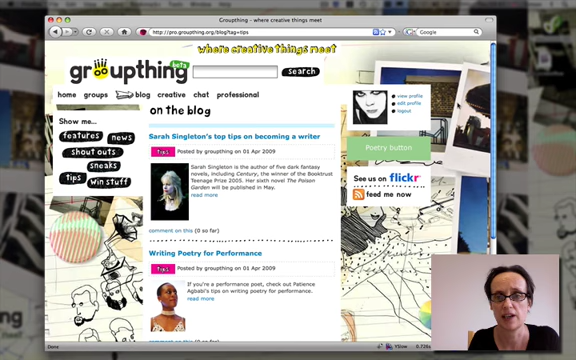 Groupthing - where creative things meet
http://pro.groupthing.org/blog?tag=tips
Google
where creative things meet
groupthing
beta
search
home groups blog creative chat professional
on the blog
Show me...
features news
shout outs
sneaks
tips win stuff
Sarah Singleton's top tips on becoming a writer
tips Posted by groupthing on 01 Apr 2009
Sarah Singleton is the author of five dark fantasy
novels, including Century, the winner of the Booktrust
Teenage Prize 2005. Her sixth novel The Poison
Garden will be published in May.
read more
comment on this (0 so far)
Writing Poetry for Performance
tips Posted by groupthing on 01 Apr 2009
If you're a performance poet, check out Patience
Agbabi's tips on writing poetry for performance.
read more
comment on this (0 so far)
view profile
edit profile
logout
Poetry button
See us on flickr
feed me now
Done
YSlow
0.726s